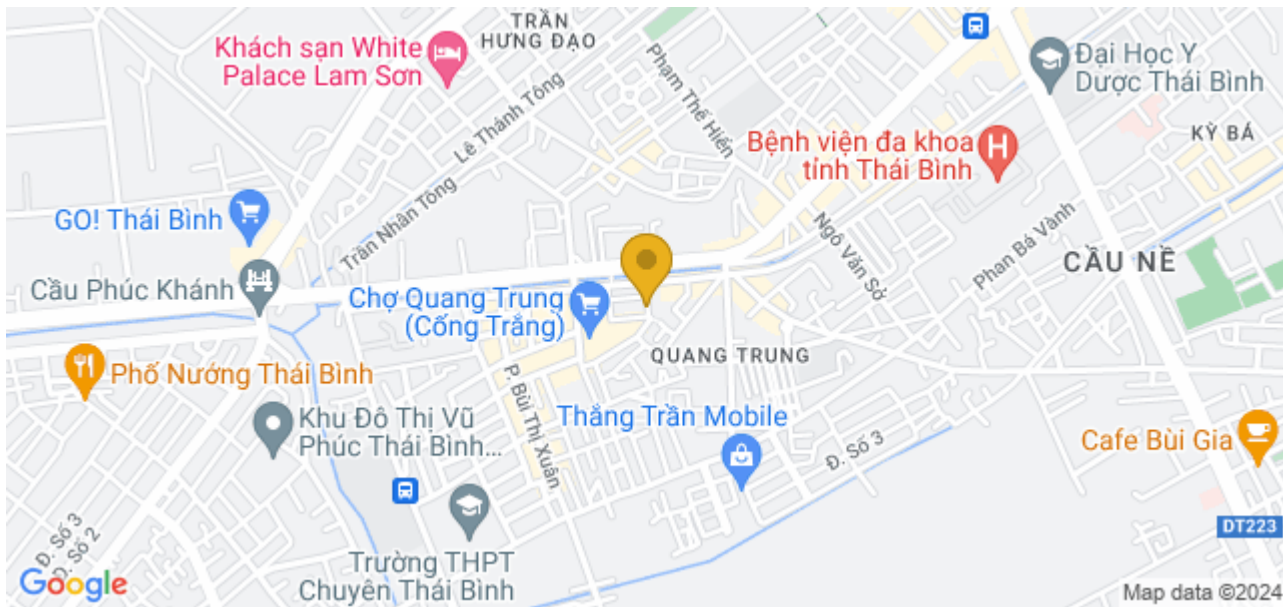 TRẦN
HƯNG ĐẠO
Khách sạn White
Palace Lam Sơn
Phạm Thế Hiển
Đại Học Y
Dược Thái Bình
Lê Thánh Tông
Bệnh viện đa khoa
tỉnh Thái Bình
KỲ BÁ
GO! Thái Bình
Trần Nhân Tông
Ngô Văn Sở
Phan Bá Vành
CẦU NỀ
Cầu Phúc Khánh
Chợ Quang Trung
(Cống Trắng)
QUANG TRUNG
Phố Nướng Thái Bình
P. Bùi Thị Xuân
Khu Đô Thị Vũ
Phúc Thái Bình...
Thắng Trần Mobile
Đ. Số 3
Cafe Bùi Gia
Trường THPT
Chuyên Thái Bình
Đ. Số 3
Đ. Số 2
DT223
Google
Map data ©2024